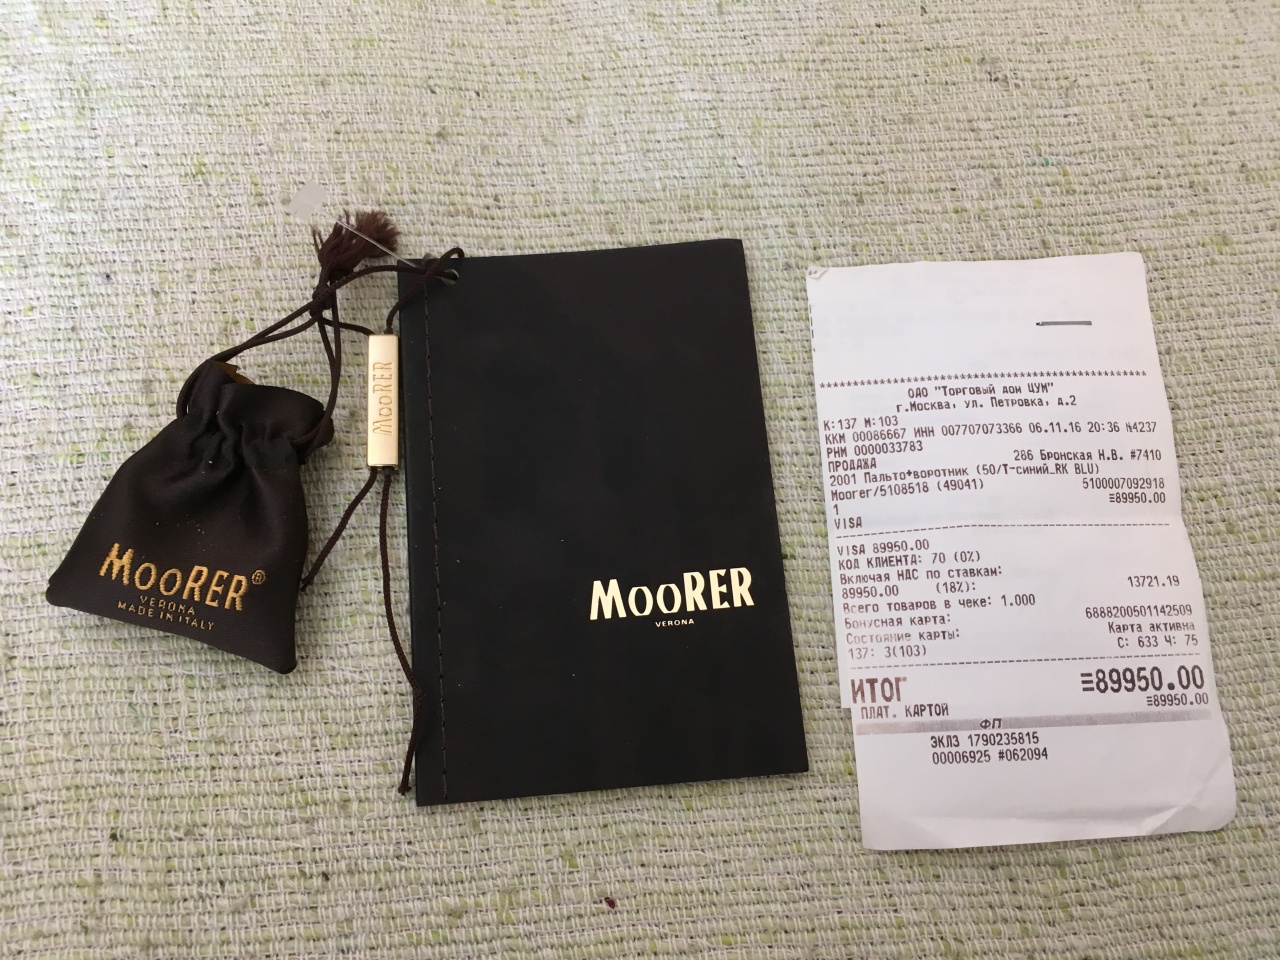 MOORER®
VERONA
MADE IN ITALY
MOORER
MOORER
VERONA
********************************************
ОАО "Торговый дом ЦУМ"
г.Москва, ул. Петровка, д.2
К:137 М:103
ККМ 00086667 ИНН 007707073366 06.11.16 20:36 №4237
РНМ 0000033783
ПРОДАЖА 286 Бронская Н.В. #7410
2001 Пальто+воротник (50/Т-синий_RK BLU)
Moorer/5108518 (49041) 5100007092918
1 ≡89950.00
VISA
VISA 89950.00
КОД КЛИЕНТА: 70 (0%)
Включая НДС по ставкам:
89950.00 (18%): 13721.19
Всего товаров в чеке: 1.000
Бонусная карта: 6888200501142509
Состояние карты: Карта активна
137: 3(103) С: 633 Ч: 75
ИТОГ ≡89950.00
ПЛАТ. КАРТОЙ ≡89950.00
ФП
ЭКЛЗ 1790235815
00006925 #062094